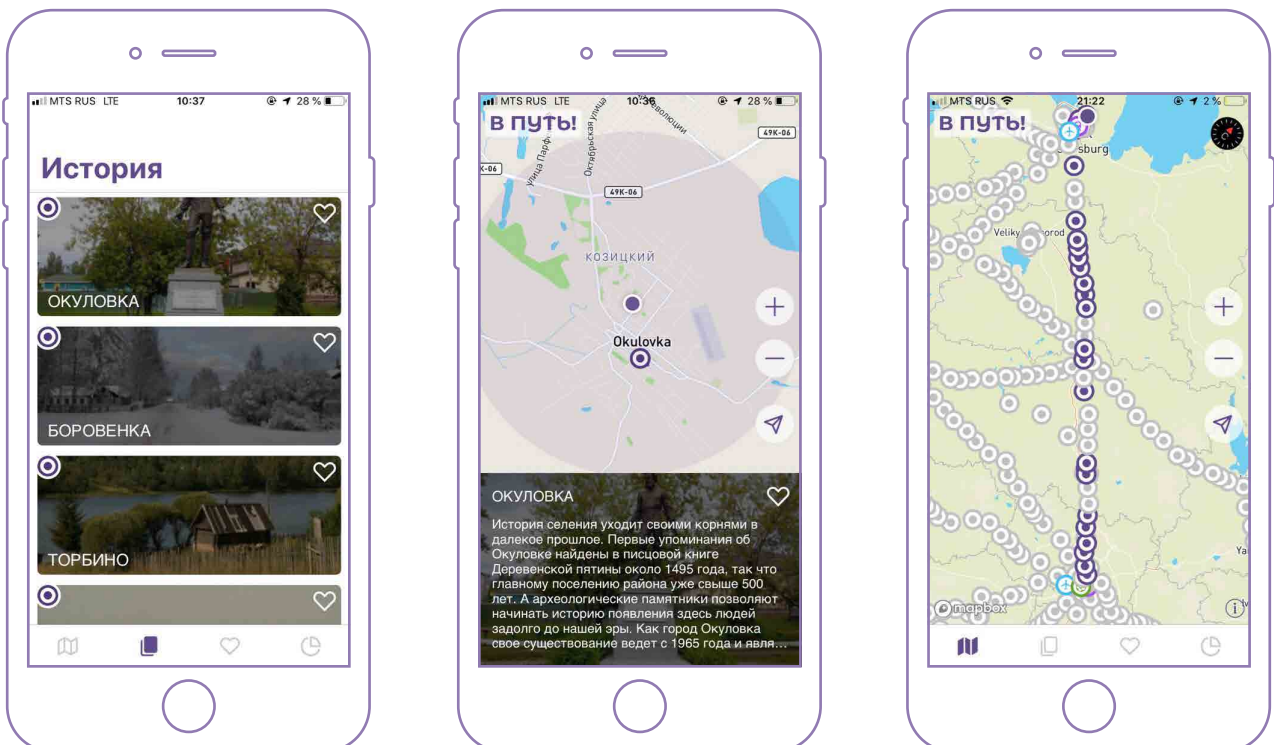 MTS RUS LTE 10:37 28 %
История
ОКУЛОВКА
БОРОВЕНКА
ТОРБИНО
MTS RUS LTE 10:36 28 %
В ПУТЬ!
49K-06
Октябрьская улица
49K-06
козицкий
Okulovka
ОКУЛОВКА
История селения уходит своими корнями в
далекое прошлое. Первые упоминания об
Окуловке найдены в писцовой книге
Деревенской пятины около 1495 года, так что
главному поселению района уже свыше 500
лет. А археологические памятники позволяют
начинать историю появления здесь людей
задолго до нашей эры. Как город Окуловка
свое существование ведет с 1965 года и явля…
MTS RUS 21:22 2 %
В ПУТЬ!
Veliky
mapbox